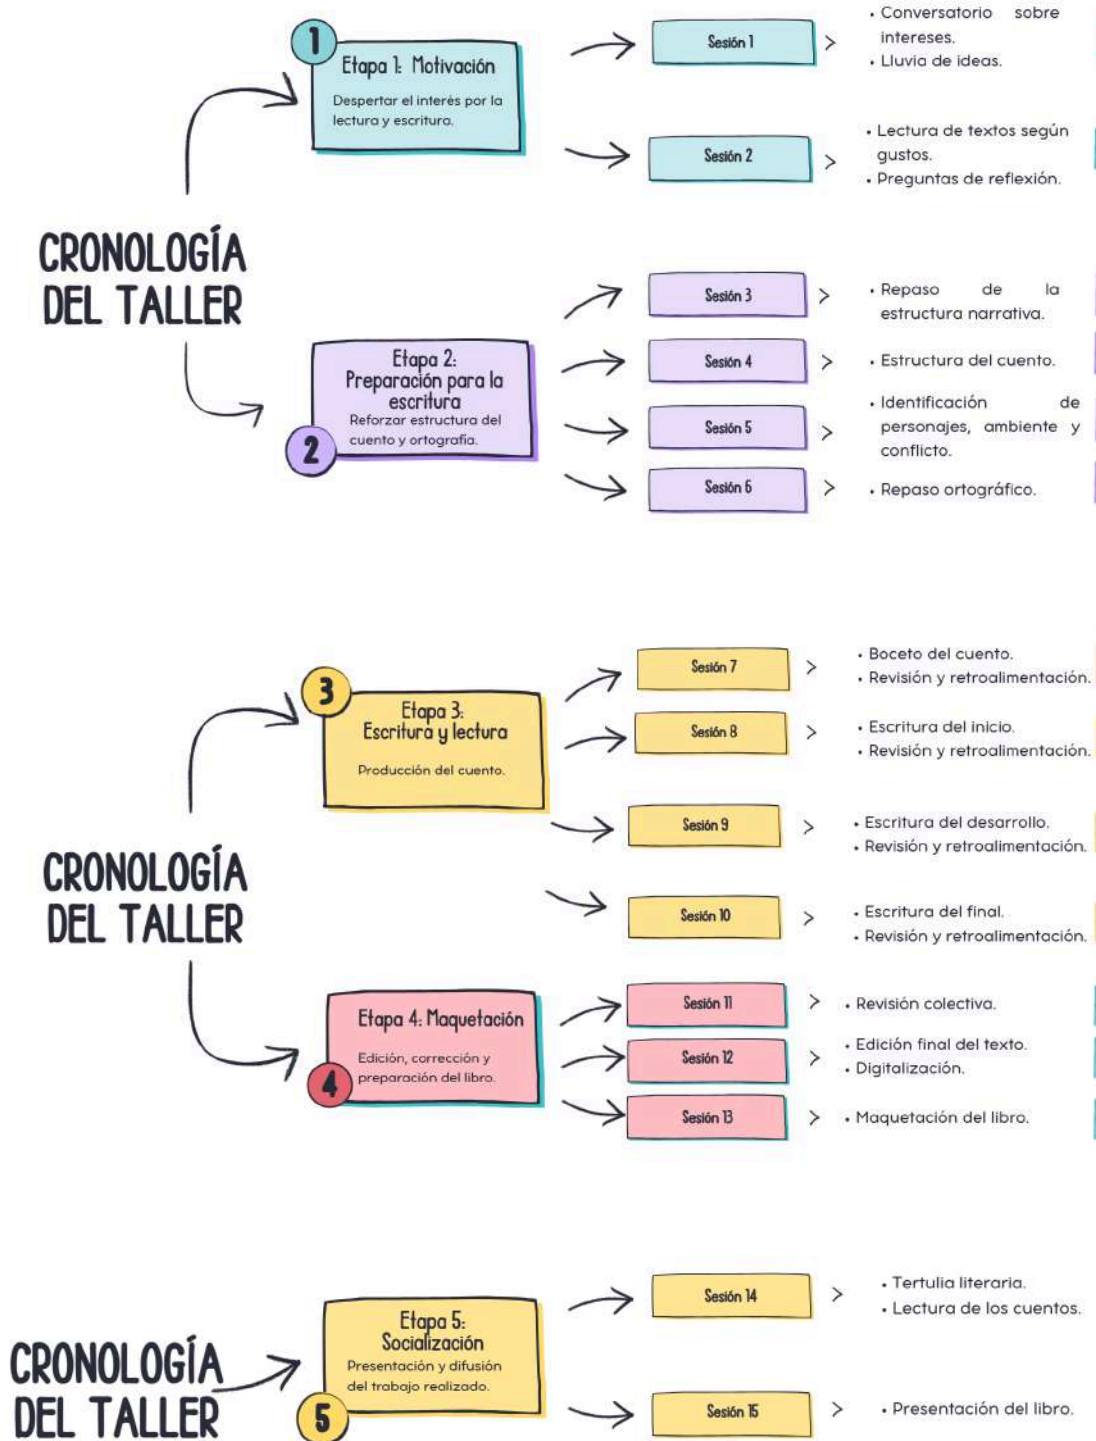 1
Etapa 1: Motivación
Despertar el interés por la
lectura y escritura.
Sesión 1
>
• Conversatorio sobre
intereses.
• Lluvia de ideas.
Sesión 2
>
• Lectura de textos según
gustos.
• Preguntas de reflexión.
CRONOLOGÍA
DEL TALLER
Etapa 2:
Preparación para la
escritura
Reforzar estructura del
cuento y ortografía.
2
Sesión 3
>
• Repaso de la
estructura narrativa.
Sesión 4
>
• Estructura del cuento.
Sesión 5
>
• Identificación de
personajes, ambiente y
conflicto.
Sesión 6
>
• Repaso ortográfico.
3
Etapa 3:
Escritura y lectura
Producción del cuento.
Sesión 7
>
• Boceto del cuento.
• Revisión y retroalimentación.
Sesión 8
>
• Escritura del inicio.
• Revisión y retroalimentación.
Sesión 9
>
• Escritura del desarrollo.
• Revisión y retroalimentación.
Sesión 10
>
• Escritura del final.
• Revisión y retroalimentación.
CRONOLOGÍA
DEL TALLER
Etapa 4: Maquetación
Edición, corrección y
preparación del libro.
4
Sesión 11
>
• Revisión colectiva.
Sesión 12
>
• Edición final del texto.
• Digitalización.
Sesión 13
>
• Maquetación del libro.
CRONOLOGÍA
DEL TALLER
Etapa 5:
Socialización
Presentación y difusión
del trabajo realizado.
5
Sesión 14
>
• Tertulia literaria.
• Lectura de los cuentos.
Sesión 15
>
• Presentación del libro.